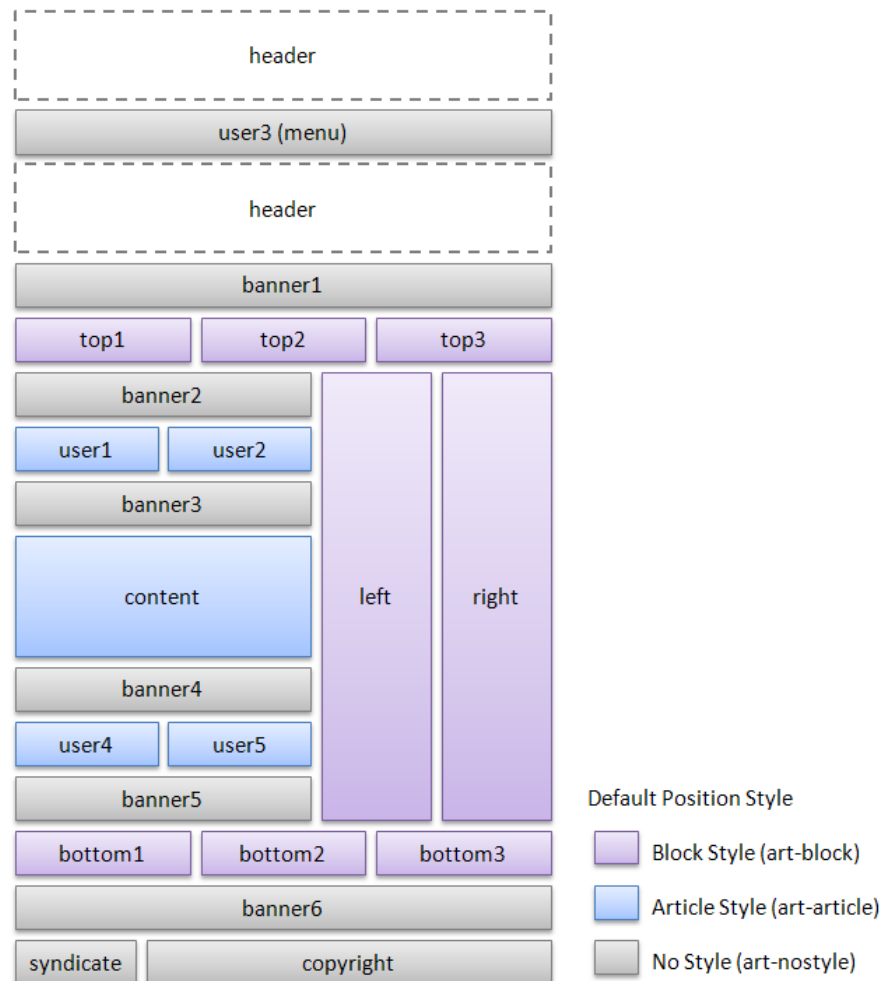 header
user3 (menu)
header
banner1
top1 top2 top3
banner2
user1 user2
banner3
content
left
right
banner4
user4 user5
banner5
bottom1 bottom2 bottom3
banner6
syndicate copyright
Default Position Style
Block Style (art-block)
Article Style (art-article)
No Style (art-nostyle)